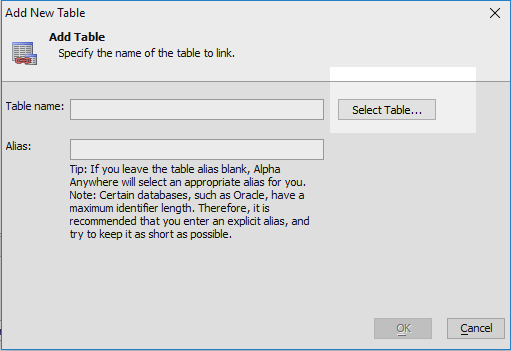 Add New Table
Add Table
Specify the name of the table to link.
Table name:
Select Table...
Alias:
Tip: If you leave the table alias blank, Alpha
Anywhere will select an appropriate alias for you.
Note: Certain databases, such as Oracle, have a
maximum identifier length. Therefore, it is
recommended that you enter an explicit alias, and
try to keep it as short as possible.
OK
Cancel